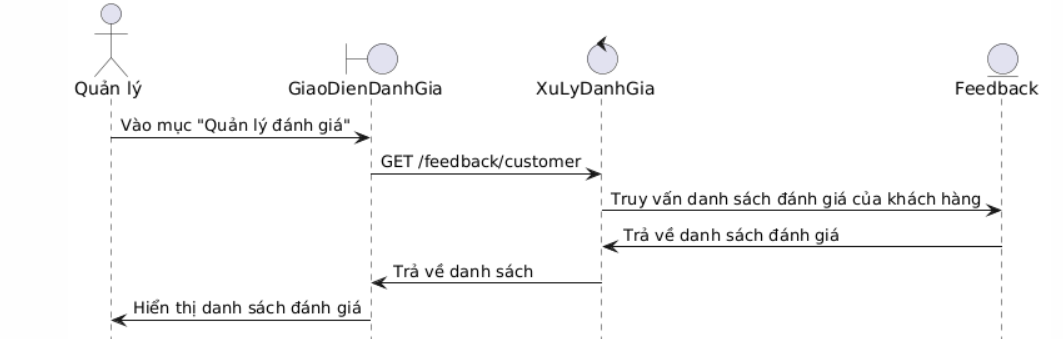 Quản lý
GiaoDienDanhGia
XuLyDanhGia
Feedback
Vào mục "Quản lý đánh giá"
GET /feedback/customer
Truy vấn danh sách đánh giá của khách hàng
Trả về danh sách đánh giá
Trả về danh sách
Hiển thị danh sách đánh giá